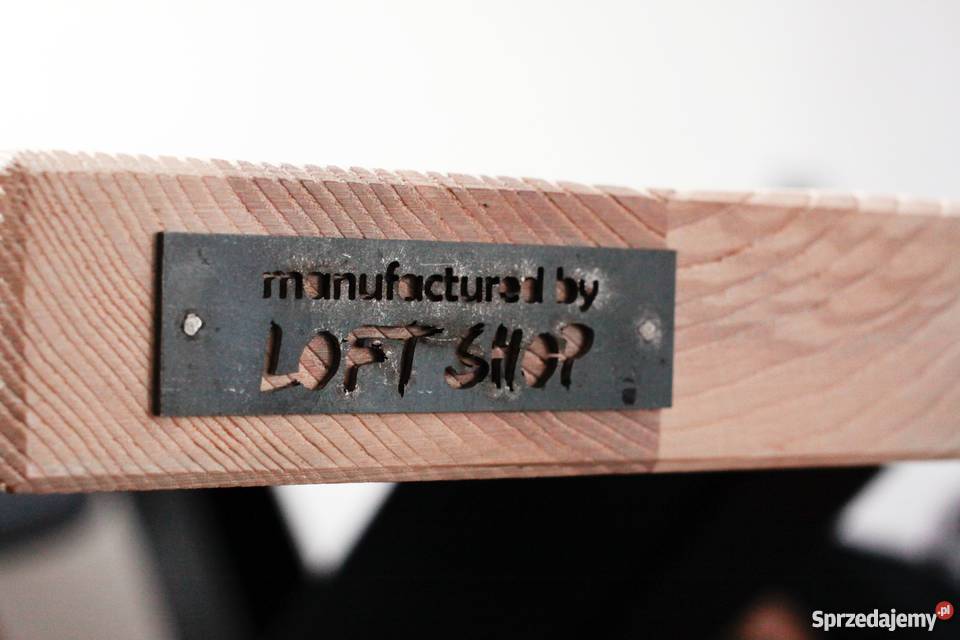 manufactured by
LOFT SHOP
Sprzedajemy.pl